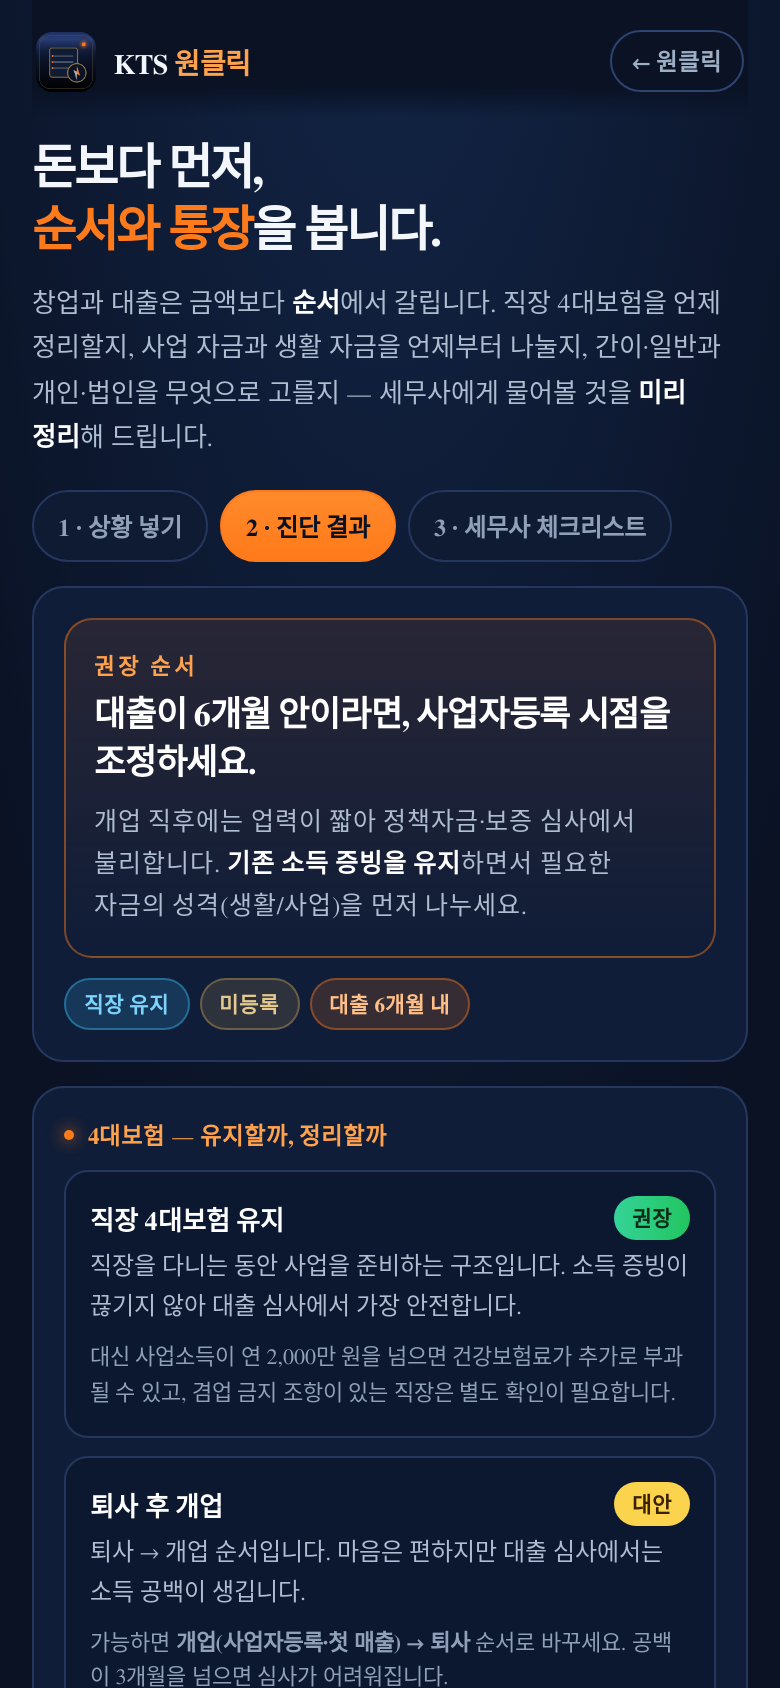 KTS 원클릭
← 원클릭
돈보다 먼저,
순서와 통장을 봅니다.
창업과 대출은 금액보다 순서에서 갈립니다. 직장 4대보험을 언제
정리할지, 사업 자금과 생활 자금을 언제부터 나눌지, 간이·일반과
개인·법인을 무엇으로 고를지 — 세무사에게 물어볼 것을 미리
정리해 드립니다.
1 · 상황 넣기
2 · 진단 결과
3 · 세무사 체크리스트
권장 순서
대출이 6개월 안이라면, 사업자등록 시점을
조정하세요.
개업 직후에는 업력이 짧아 정책자금·보증 심사에서
불리합니다. 기존 소득 증빙을 유지하면서 필요한
자금의 성격(생활/사업)을 먼저 나누세요.
직장 유지
미등록
대출 6개월 내
4대보험 — 유지할까, 정리할까
직장 4대보험 유지
권장
직장을 다니는 동안 사업을 준비하는 구조입니다. 소득 증빙이
끊기지 않아 대출 심사에서 가장 안전합니다.
대신 사업소득이 연 2,000만 원을 넘으면 건강보험료가 추가로 부과
될 수 있고, 겸업 금지 조항이 있는 직장은 별도 확인이 필요합니다.
퇴사 후 개업
대안
퇴사 → 개업 순서입니다. 마음은 편하지만 대출 심사에서는
소득 공백이 생깁니다.
가능하면 개업(사업자등록·첫 매출) → 퇴사 순서로 바꾸세요. 공백
이 3개월을 넘으면 심사가 어려워집니다.